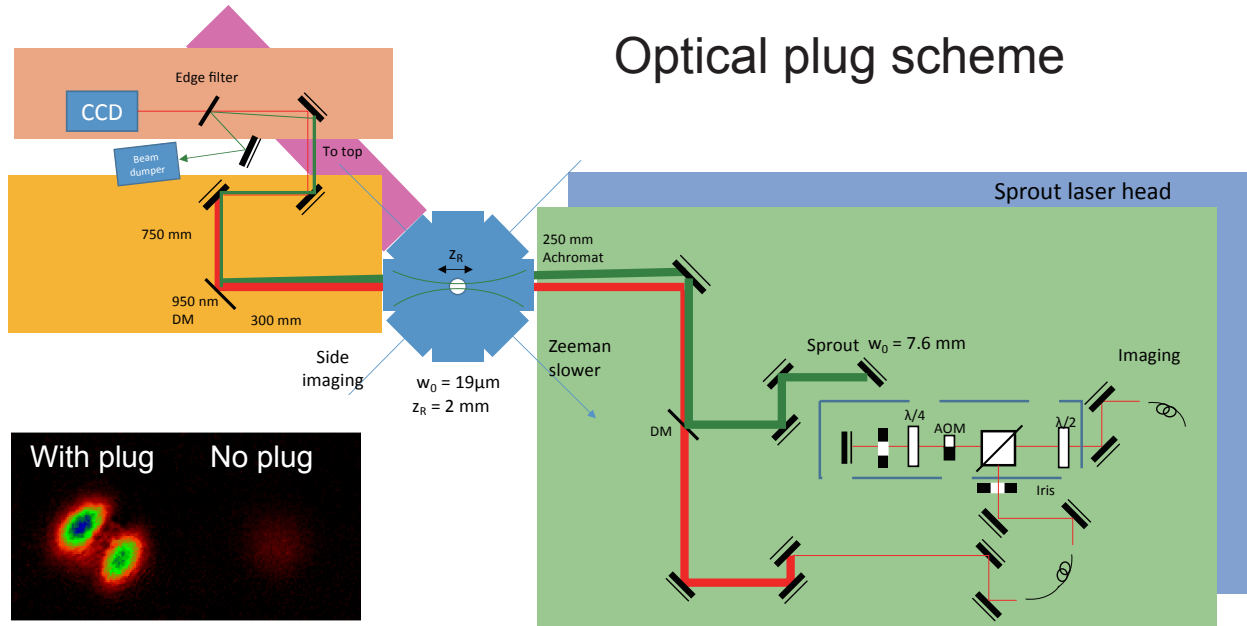 Optical plug scheme
Edge filter
CCD
Beam
dumper
To top
Sprout laser head
750 mm
z_R
250 mm
Achromat
950 nm
DM
300 mm
Side
imaging
w₀ = 19µm
z_R = 2 mm
Zeeman
slower
Sprout
w₀ = 7.6 mm
Imaging
DM
λ/4
AOM
λ/2
Iris
With plug
No plug